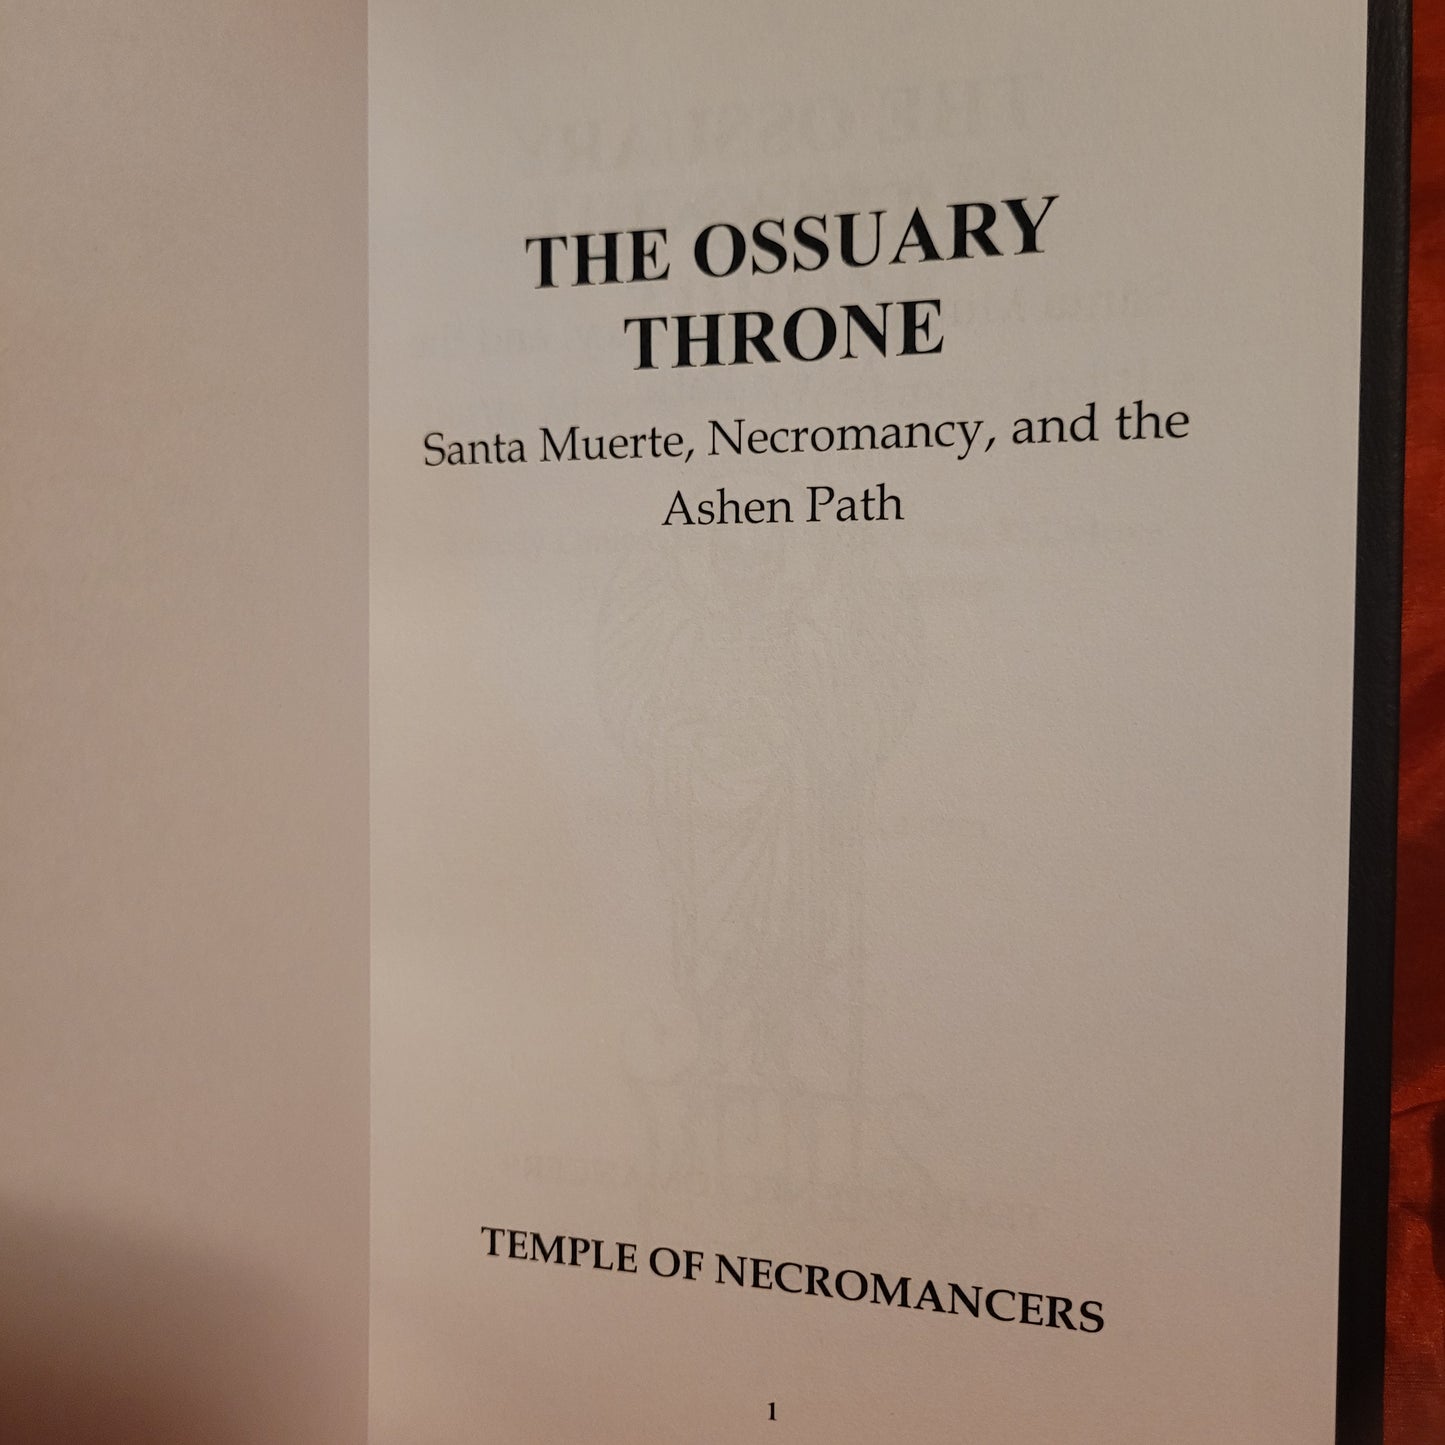 THE OSSUARY
THRONE
Santa Muerte, Necromancy, and the
Ashen Path
TEMPLE OF NECROMANCERS
1